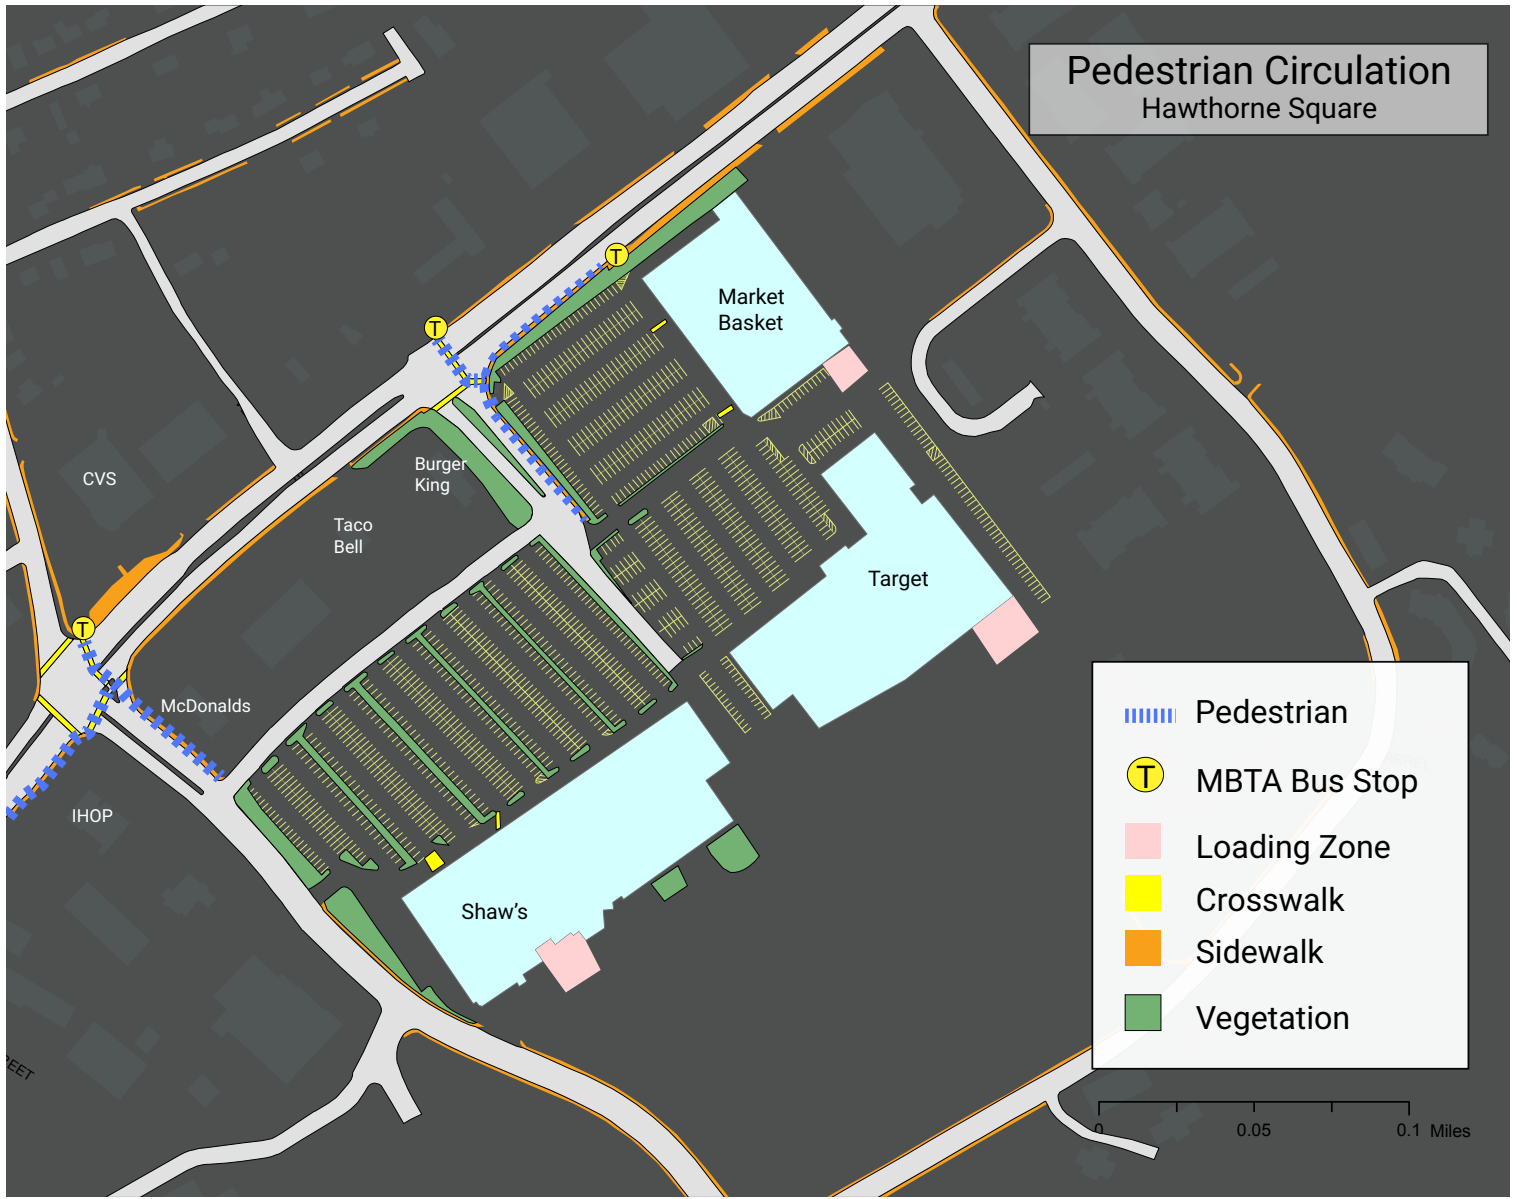 Pedestrian Circulation
Hawthorne Square
T
T
Market
Basket
CVS
Burger
King
Taco
Bell
Target
T
McDonalds
IHOP
Shaw's
REET
Pedestrian
T
MBTA Bus Stop
Loading Zone
Crosswalk
Sidewalk
Vegetation
0
0.05
0.1 Miles